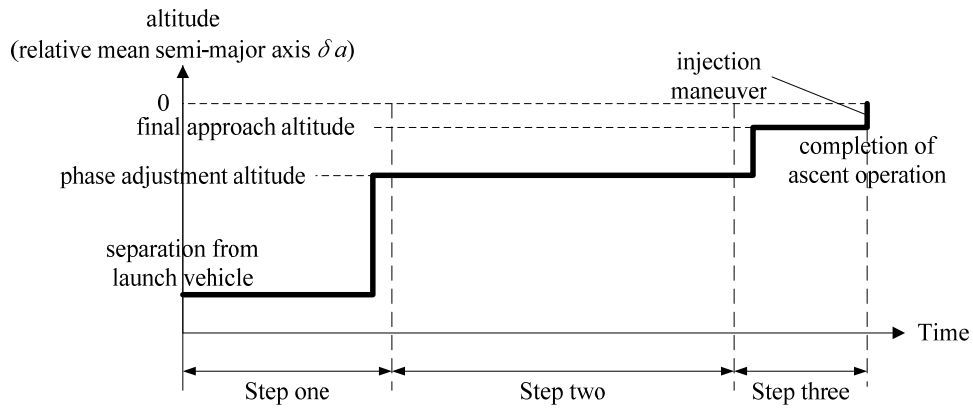 altitude
(relative mean semi-major axis δ a)
injection
maneuver
0
final approach altitude
completion of
ascent operation
phase adjustment altitude
separation from
launch vehicle
Time
Step one
Step two
Step three